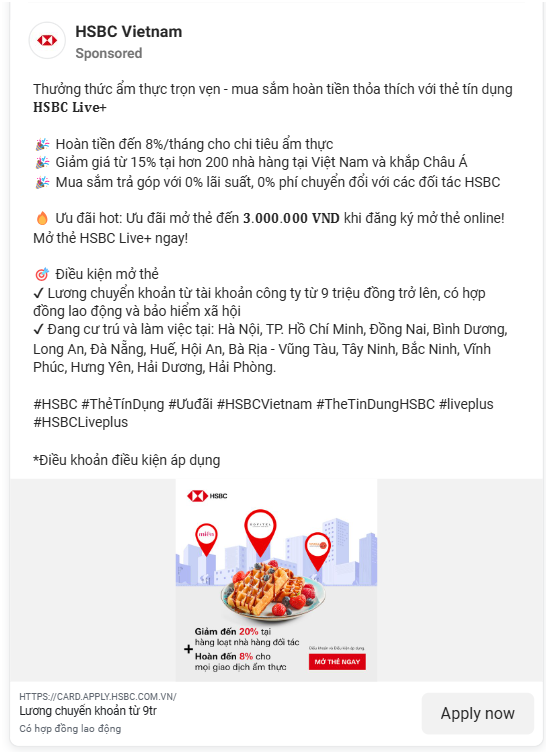 HSBC Vietnam
Sponsored
Thưởng thức ẩm thực trọn vẹn - mua sắm hoàn tiền thỏa thích với thẻ tín dụng
𝐇𝐒𝐁𝐂 𝐋𝐢𝐯𝐞+
🎉 Hoàn tiền đến 8%/tháng cho chi tiêu ẩm thực
🎉 Giảm giá từ 15% tại hơn 200 nhà hàng tại Việt Nam và khắp Châu Á
🎉 Mua sắm trả góp với 0% lãi suất, 0% phí chuyển đổi với các đối tác HSBC
🔥 Ưu đãi hot: Ưu đãi mở thẻ đến 𝟑.𝟎𝟎𝟎.𝟎𝟎𝟎 𝐕𝐍𝐃 khi đăng ký mở thẻ online!
Mở thẻ HSBC Live+ ngay!
🎯 Điều kiện mở thẻ
✔ Lương chuyển khoản từ tài khoản công ty từ 9 triệu đồng trở lên, có hợp
đồng lao động và bảo hiểm xã hội
✔ Đang cư trú và làm việc tại: Hà Nội, TP. Hồ Chí Minh, Đồng Nai, Bình Dương,
Long An, Đà Nẵng, Huế, Hội An, Bà Rịa - Vũng Tàu, Tây Ninh, Bắc Ninh, Vĩnh
Phúc, Hưng Yên, Hải Dương, Hải Phòng.
#HSBC #ThẻTínDụng #Ưuđãi #HSBCVietnam #TheTinDungHSBC #liveplus
#HSBCLiveplus
*Điều khoản điều kiện áp dụng
HSBC
miền
SOFITEL
Giảm đến 20% tại
hàng loạt nhà hàng đối tác
+ Hoàn đến 8% cho
mọi giao dịch ẩm thực
Điều khoản và Điều kiện áp dụng.
MỞ THẺ NGAY
HTTPS://CARD.APPLY.HSBC.COM.VN/
Lương chuyển khoản từ 9tr
Có hợp đồng lao động
Apply now